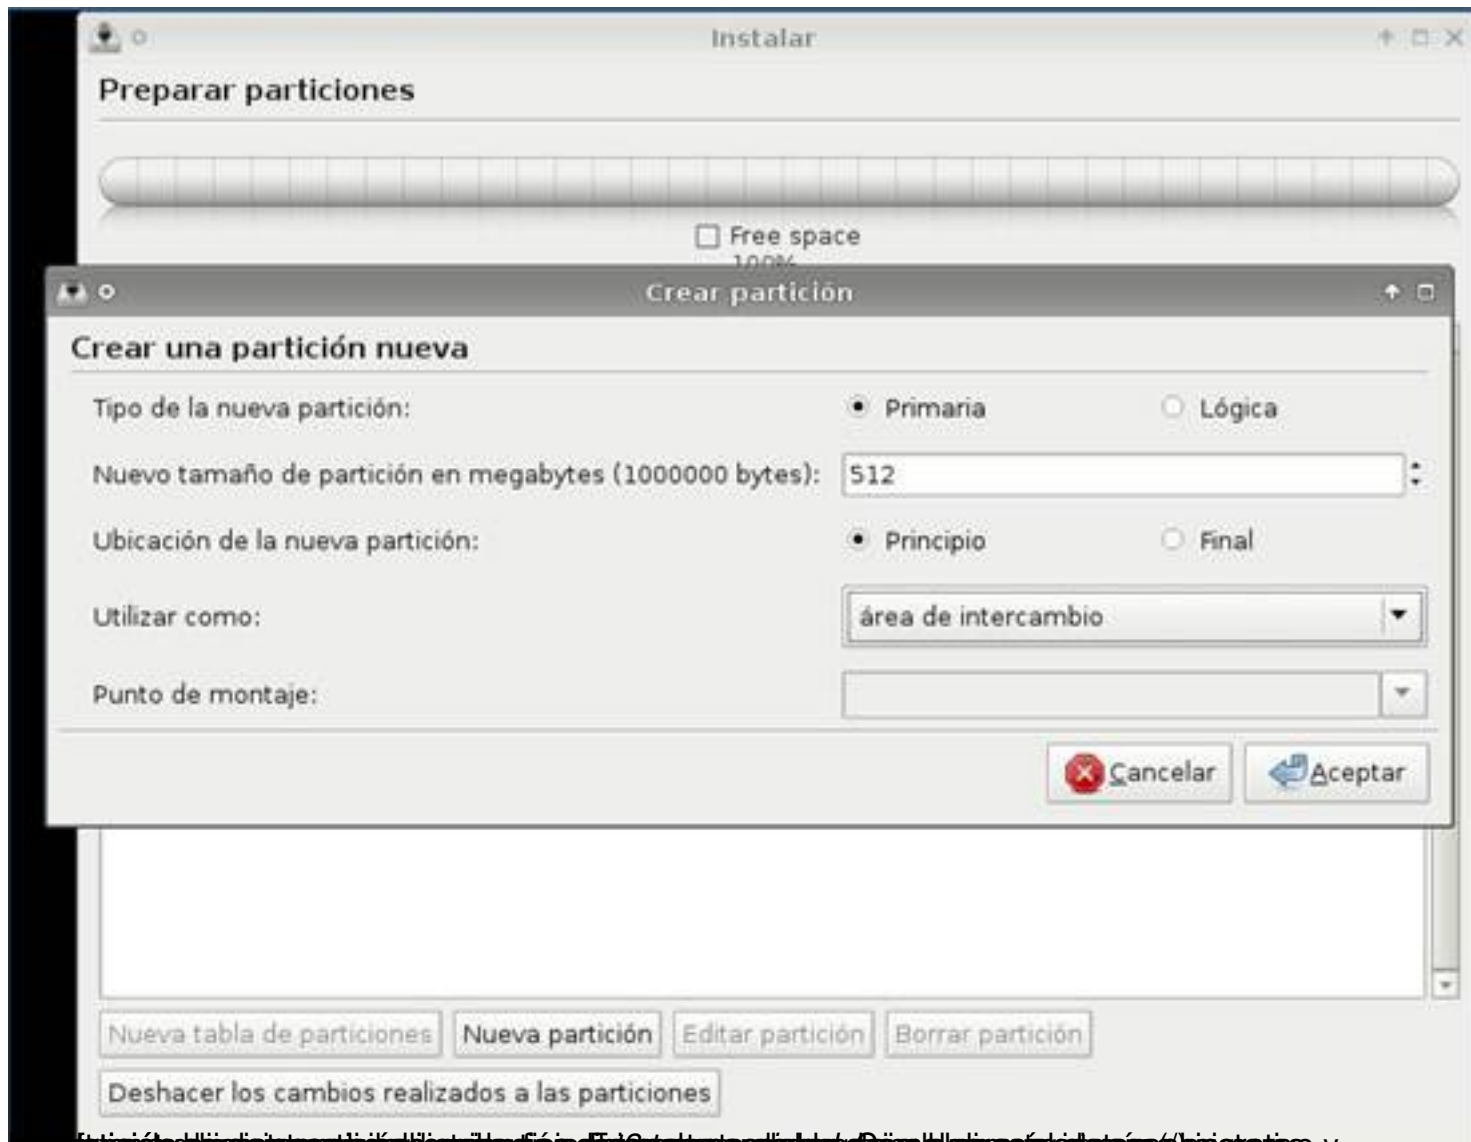 Instalar
Preparar particiones
Free space
100%
Crear partición
Crear una partición nueva
Tipo de la nueva partición: Primaria Lógica
Nuevo tamaño de partición en megabytes (1000000 bytes): 512
Ubicación de la nueva partición: Principio Final
Utilizar como: área de intercambio
Punto de montaje:
Cancelar Aceptar
Nueva tabla de particiones Nueva partición Editar partición Borrar partición
Deshacer los cambios realizados a las particiones